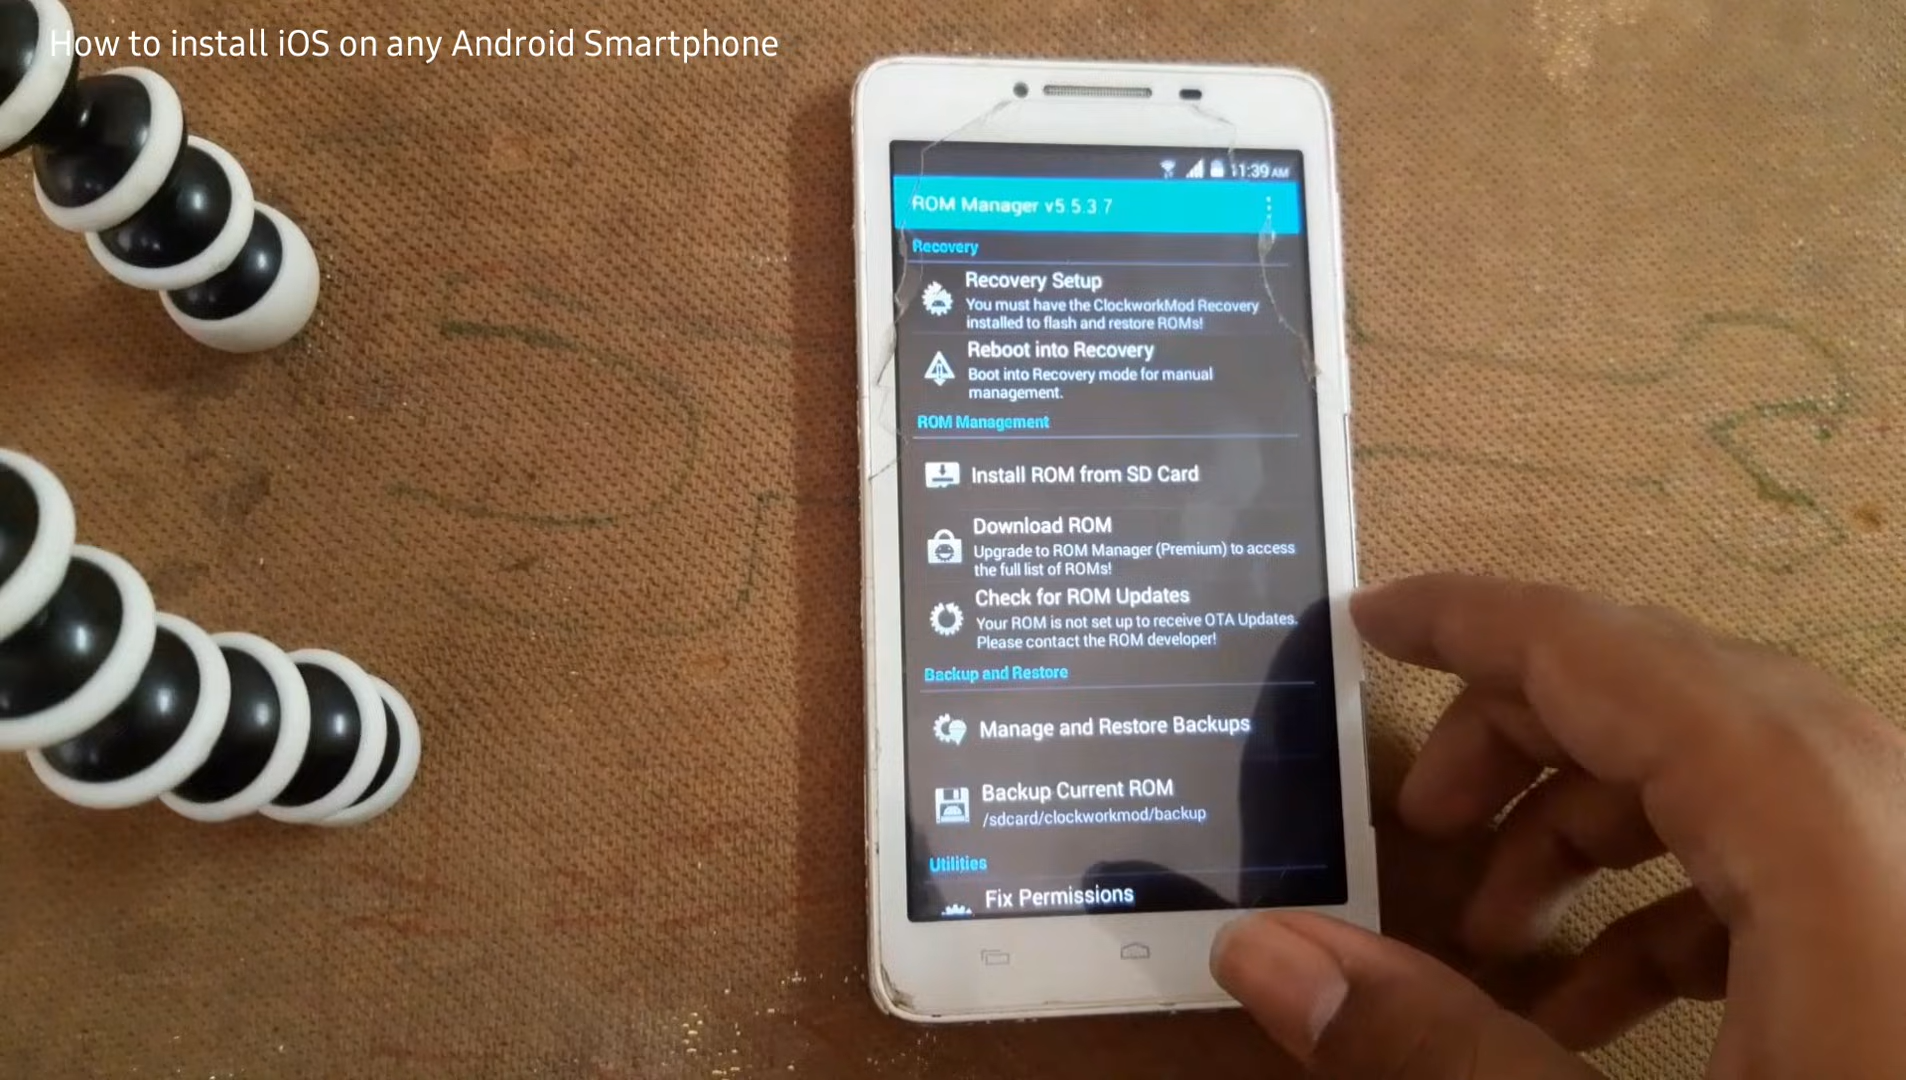 How to install iOS on any Android Smartphone
11:39 AM
ROM Manager v5.5.3.7
Recovery
Recovery Setup
You must have the ClockworkMod Recovery
installed to flash and restore ROMs!
Reboot into Recovery
Boot into Recovery mode for manual
management.
ROM Management
Install ROM from SD Card
Download ROM
Upgrade to ROM Manager (Premium) to access
the full list of ROMs!
Check for ROM Updates
Your ROM is not set up to receive OTA Updates.
Please contact the ROM developer!
Backup and Restore
Manage and Restore Backups
Backup Current ROM
/sdcard/clockworkmod/backup
Utilities
Fix Permissions